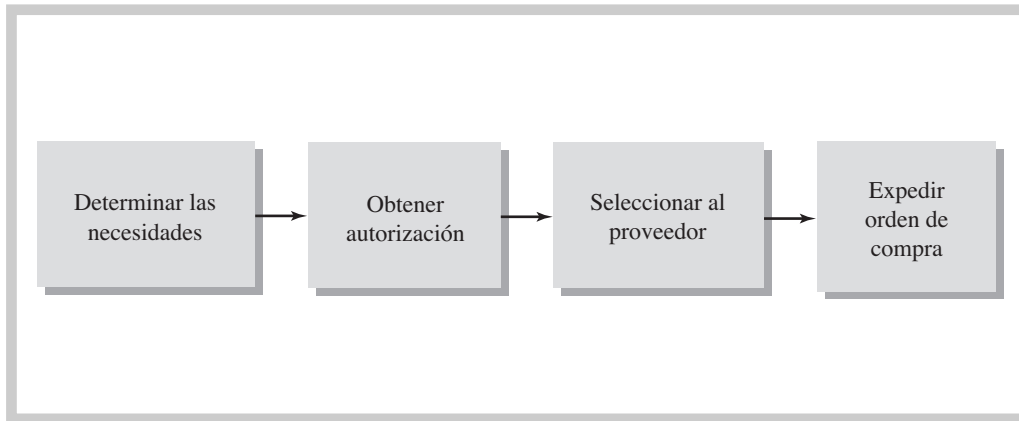 Determinar las
necesidades
Obtener
autorización
Seleccionar al
proveedor
Expedir
orden de
compra